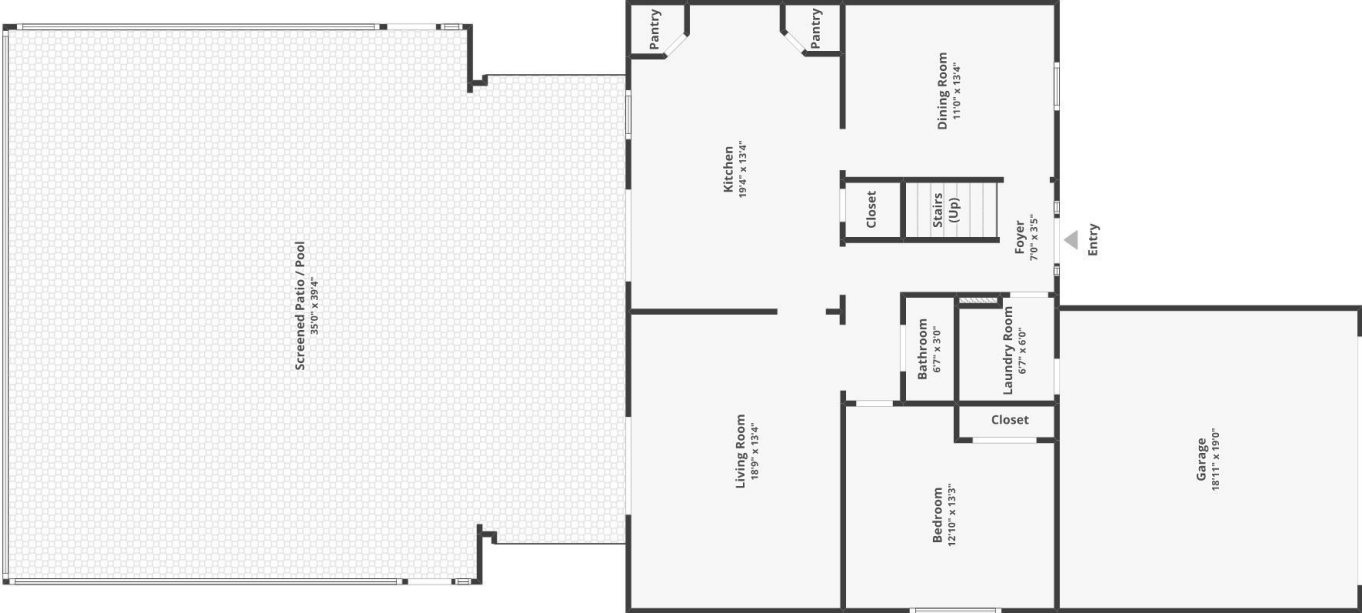 Pantry
Pantry
Dining Room
11'0" x 13'4"
Kitchen
19'4" x 13'4"
Closet
Stairs
(Up)
Foyer
7'0" x 3'5"
Entry
Screened Patio / Pool
35'0" x 39'4"
Bathroom
6'7" x 3'0"
Laundry Room
6'7" x 6'0"
Closet
Living Room
18'9" x 13'4"
Bedroom
12'10" x 13'3"
Garage
18'11" x 19'0"